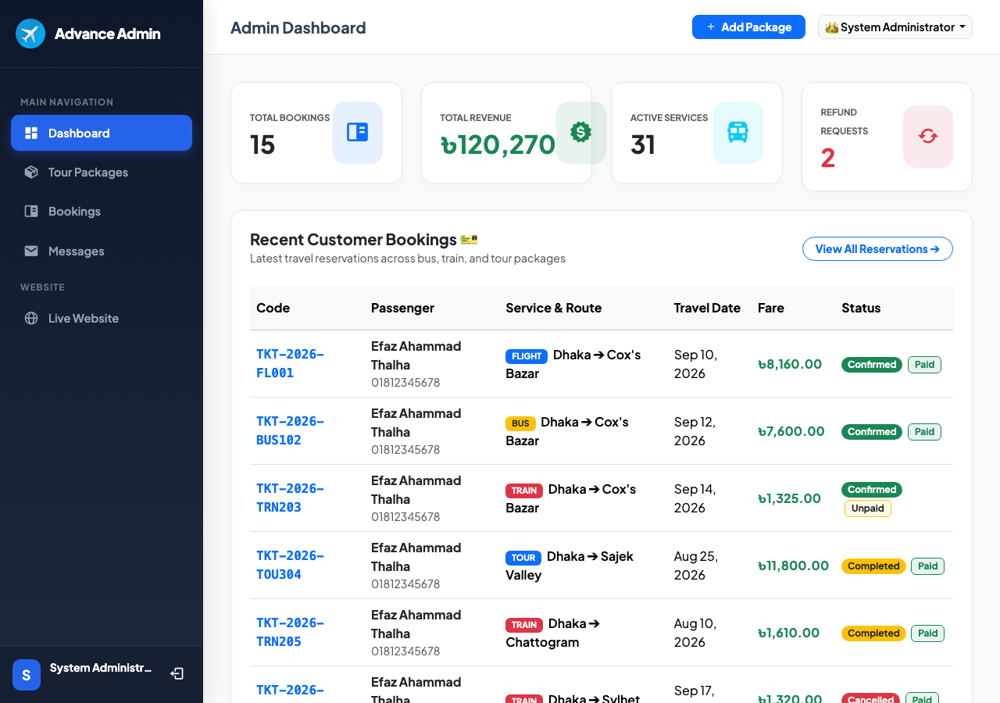 Advance Admin
Admin Dashboard
+ Add Package
System Administrator
MAIN NAVIGATION
Dashboard
Tour Packages
Bookings
Messages
WEBSITE
Live Website
TOTAL BOOKINGS
15
TOTAL REVENUE
৳120,270
ACTIVE SERVICES
31
REFUND
REQUESTS
2
Recent Customer Bookings
Latest travel reservations across bus, train, and tour packages
View All Reservations →
Code Passenger Service & Route Travel Date Fare Status
TKT-2026-
FL001
Efaz Ahammad
Thalha
01812345678
FLIGHT Dhaka → Cox's
Bazar
Sep 10,
2026
৳8,160.00
Confirmed Paid
TKT-2026-
BUS102
Efaz Ahammad
Thalha
01812345678
BUS Dhaka → Cox's
Bazar
Sep 12,
2026
৳7,600.00
Confirmed Paid
TKT-2026-
TRN203
Efaz Ahammad
Thalha
01812345678
TRAIN Dhaka → Cox's
Bazar
Sep 14,
2026
৳1,325.00
Confirmed
Unpaid
TKT-2026-
TOU304
Efaz Ahammad
Thalha
01812345678
TOUR Dhaka → Sajek
Valley
Aug 25,
2026
৳11,800.00
Completed Paid
TKT-2026-
TRN205
Efaz Ahammad
Thalha
01812345678
TRAIN Dhaka →
Chattogram
Aug 10,
2026
৳1,610.00
Completed Paid
TKT-2026-
Efaz Ahammad
Thalha
TRAIN Dhaka → Sylhet
Sep 17,
৳1,320.00
Cancelled Paid
S
System Administr...